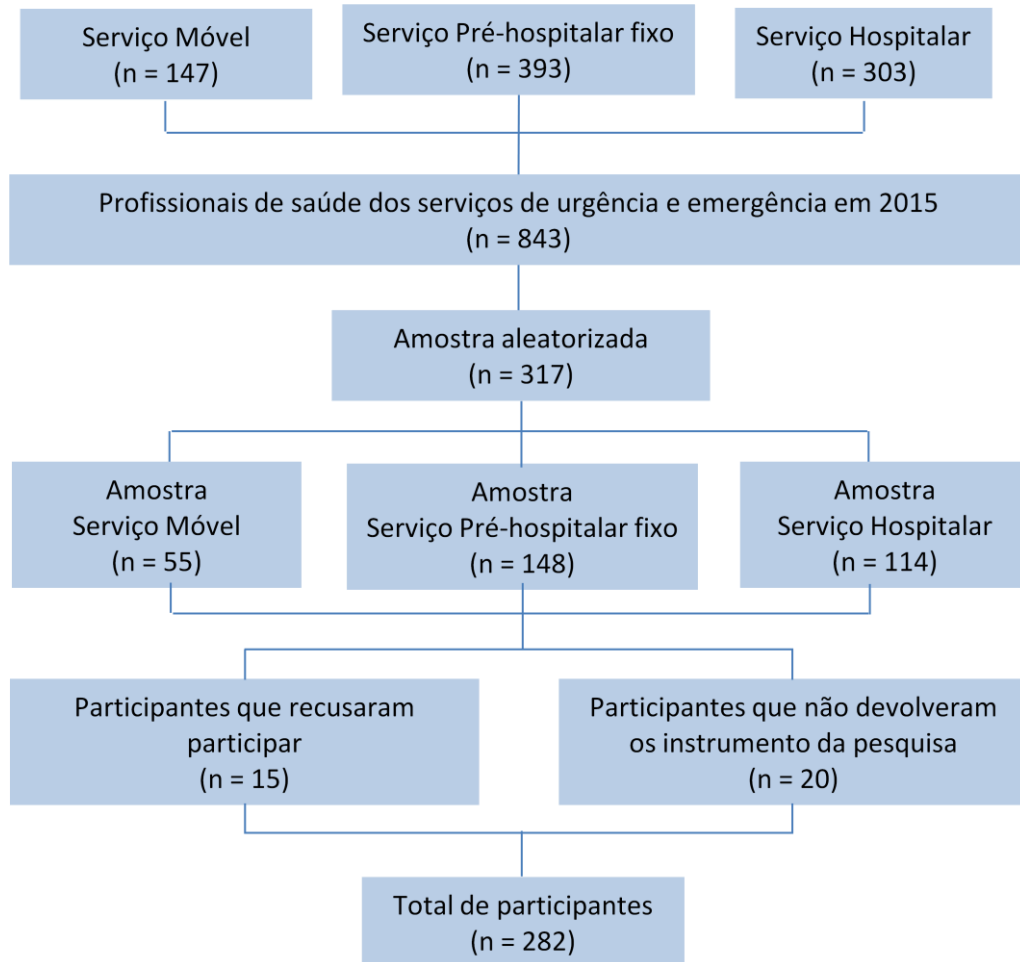 Serviço Móvel
(n = 147)
Serviço Pré-hospitalar fixo
(n = 393)
Serviço Hospitalar
(n = 303)
Profissionais de saúde dos serviços de urgência e emergência em 2015
(n = 843)
Amostra aleatorizada
(n = 317)
Amostra
Serviço Móvel
(n = 55)
Amostra
Serviço Pré-hospitalar fixo
(n = 148)
Amostra
Serviço Hospitalar
(n = 114)
Participantes que recusaram
participar
(n = 15)
Participantes que não devolveram
os instrumento da pesquisa
(n = 20)
Total de participantes
(n = 282)